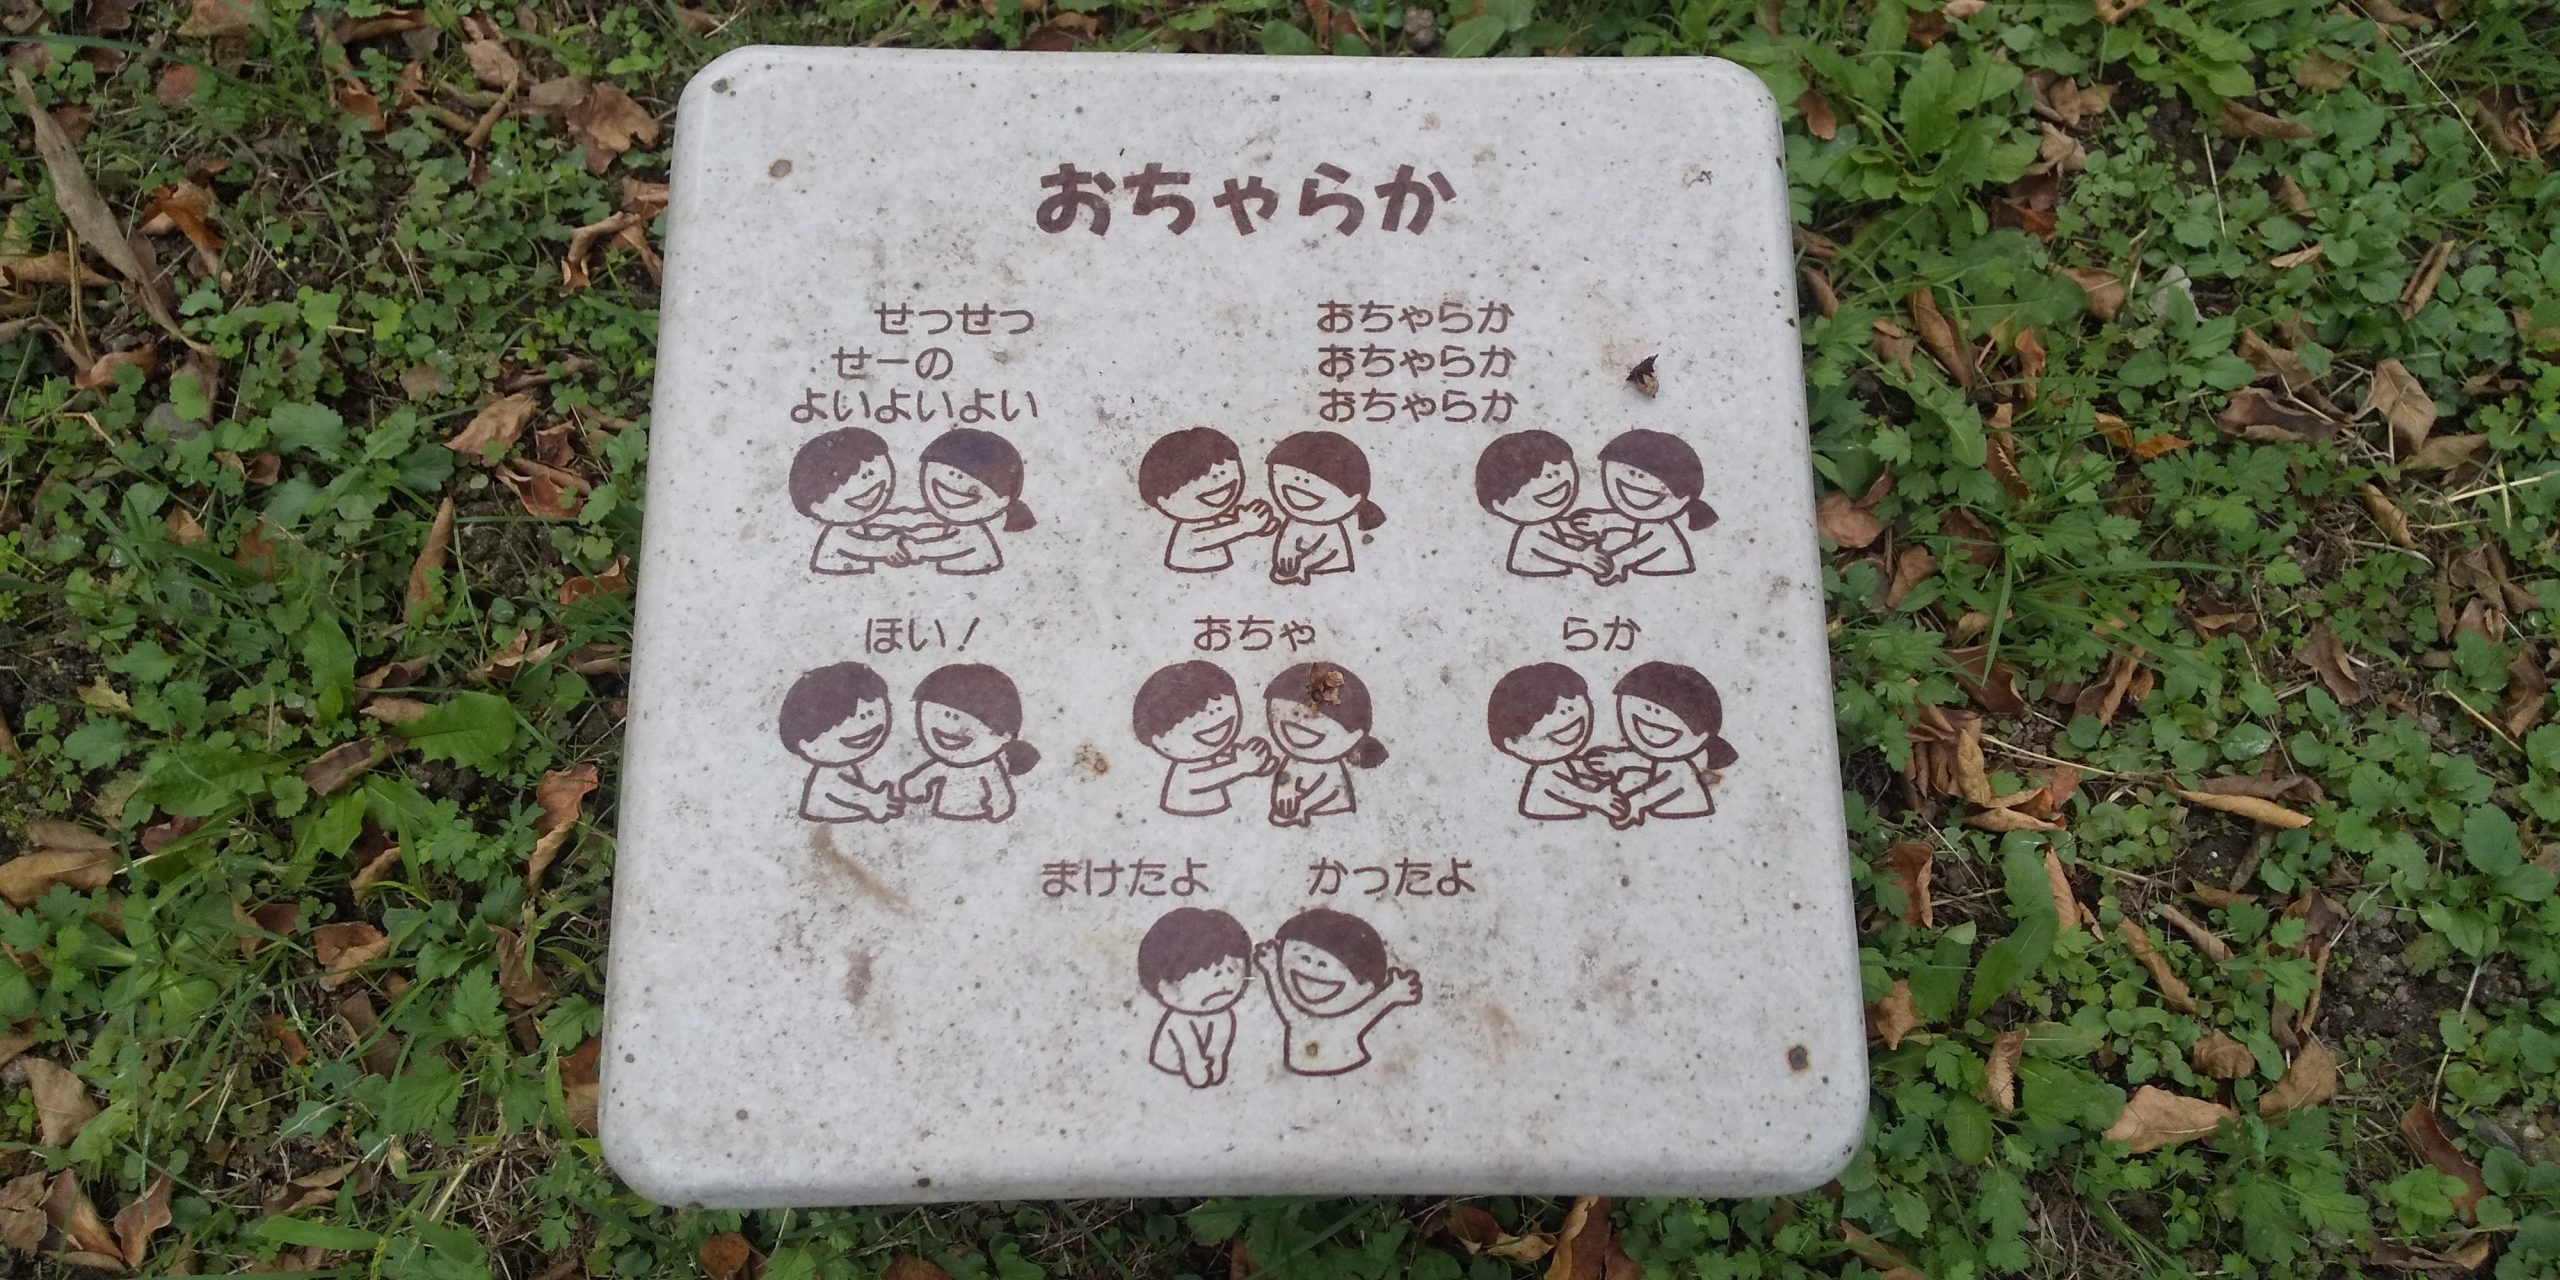 おちゃらか
せっせっ
せーの
よいよいよい
おちゃらか
おちゃらか
おちゃらか
ほい！
おちゃ
らか
まけたよ
かったよ